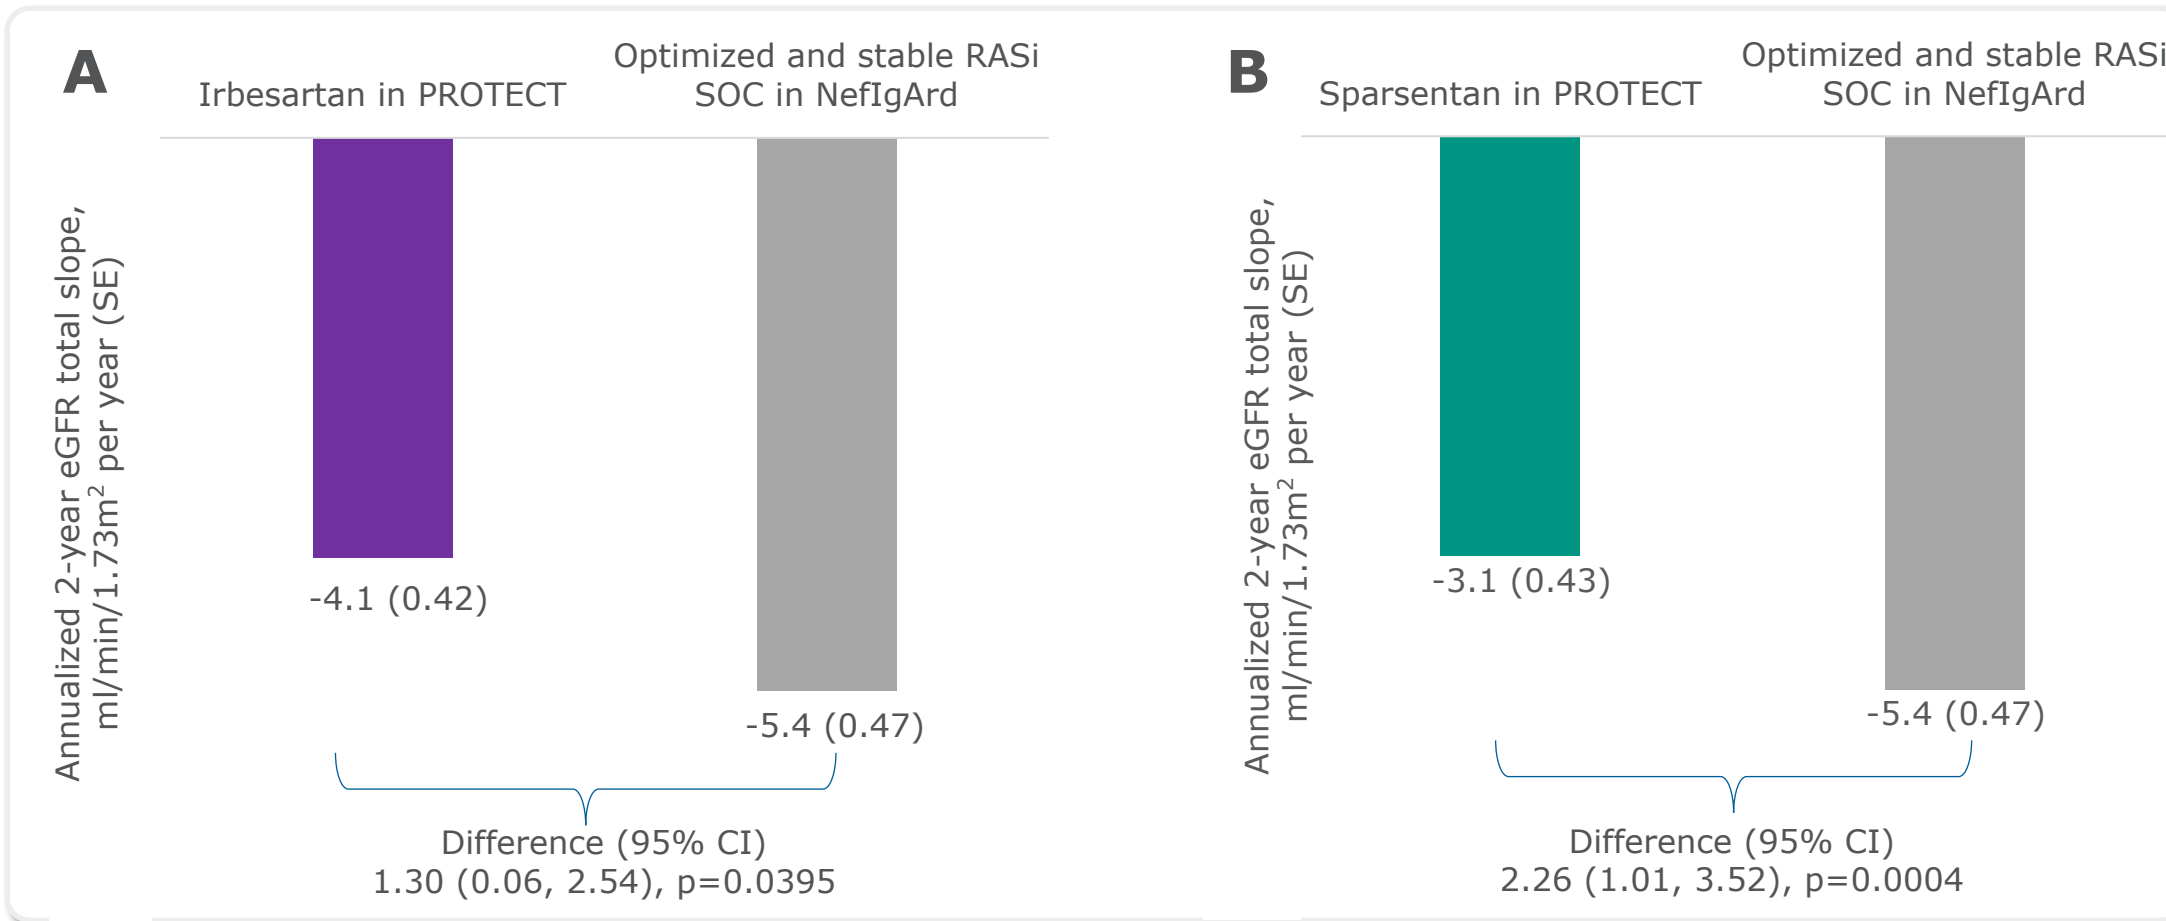 A
Irbesartan in PROTECT
Optimized and stable RASi
SOC in NefIgArd
Annualized 2-year eGFR total slope,
ml/min/1.73m² per year (SE)
-4.1 (0.42)
-5.4 (0.47)
Difference (95% CI)
1.30 (0.06, 2.54), p=0.0395
B
Sparsentan in PROTECT
Optimized and stable RASi
SOC in NefIgArd
Annualized 2-year eGFR total slope,
ml/min/1.73m² per year (SE)
-3.1 (0.43)
-5.4 (0.47)
Difference (95% CI)
2.26 (1.01, 3.52), p=0.0004